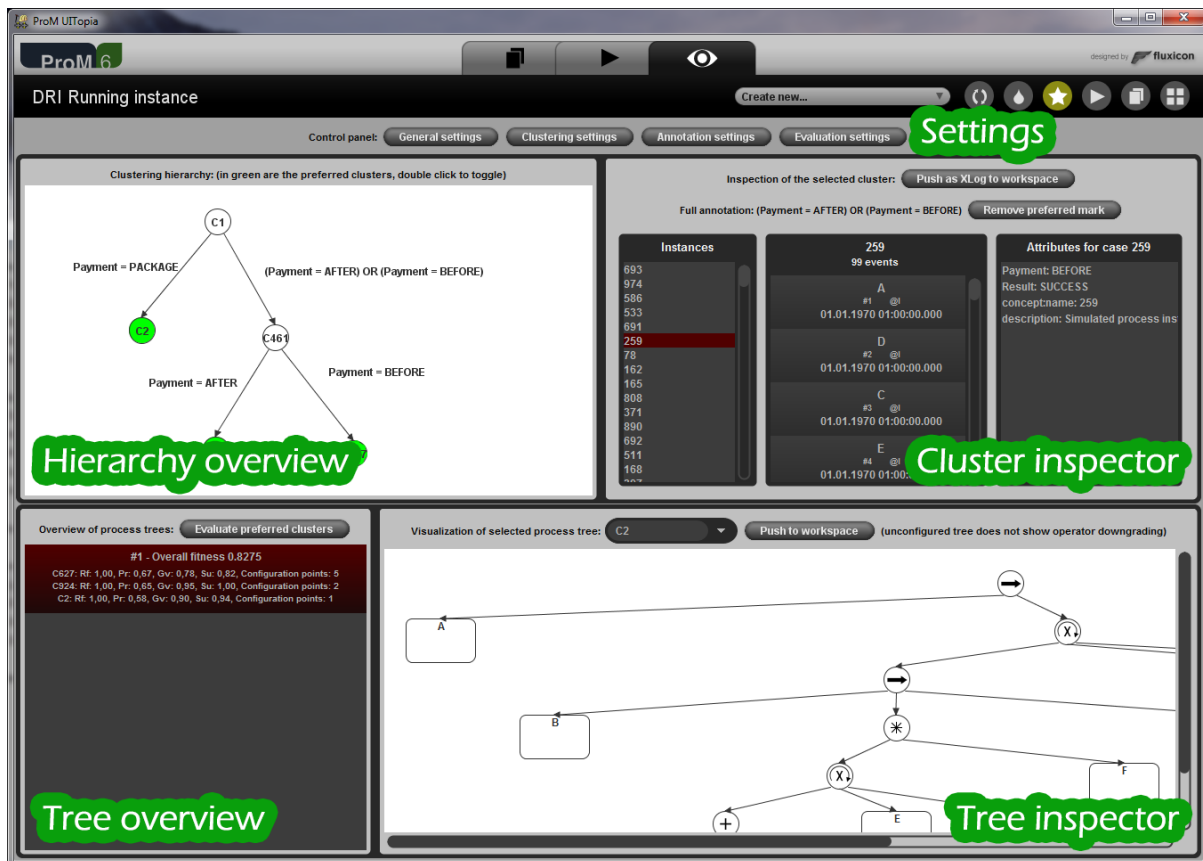 ProM UITopia
ProM 6
designed by fluxicon
DRI Running instance
Create new...
Control panel: General settings Clustering settings Annotation settings Evaluation settings
Settings
Clustering hierarchy: (in green are the preferred clusters, double click to toggle)
C1
Payment = PACKAGE
(Payment = AFTER) OR (Payment = BEFORE)
C2
C461
Payment = AFTER
Payment = BEFORE
7
Hierarchy overview
Inspection of the selected cluster: Push as XLog to workspace
Full annotation: (Payment = AFTER) OR (Payment = BEFORE) Remove preferred mark
Instances
693
974
586
533
691
259
78
162
165
808
371
890
692
511
168
259
99 events
A
#1 @!
01.01.1970 01:00:00.000
D
#2 @!
01.01.1970 01:00:00.000
C
#3 @!
01.01.1970 01:00:00.000
E
#4 @!
01.01.1970 01:00:00.00
Attributes for case 259
Payment: BEFORE
Result: SUCCESS
concept:name: 259
description: Simulated process ins
Cluster inspector
Overview of process trees: Evaluate preferred clusters
#1 - Overall fitness 0.8275
C627: Rf: 1,00, Pr: 0,67, Gv: 0,78, Su: 0,82, Configuration points: 5
C924: Rf: 1,00, Pr: 0,65, Gv: 0,95, Su: 1,00, Configuration points: 2
C2: Rf: 1,00, Pr: 0,58, Gv: 0,90, Su: 0,94, Configuration points: 1
Tree overview
Visualization of selected process tree: C2 Push to workspace (unconfigured tree does not show operator downgrading)
A
X
B
X
F
+
E
Tree inspector